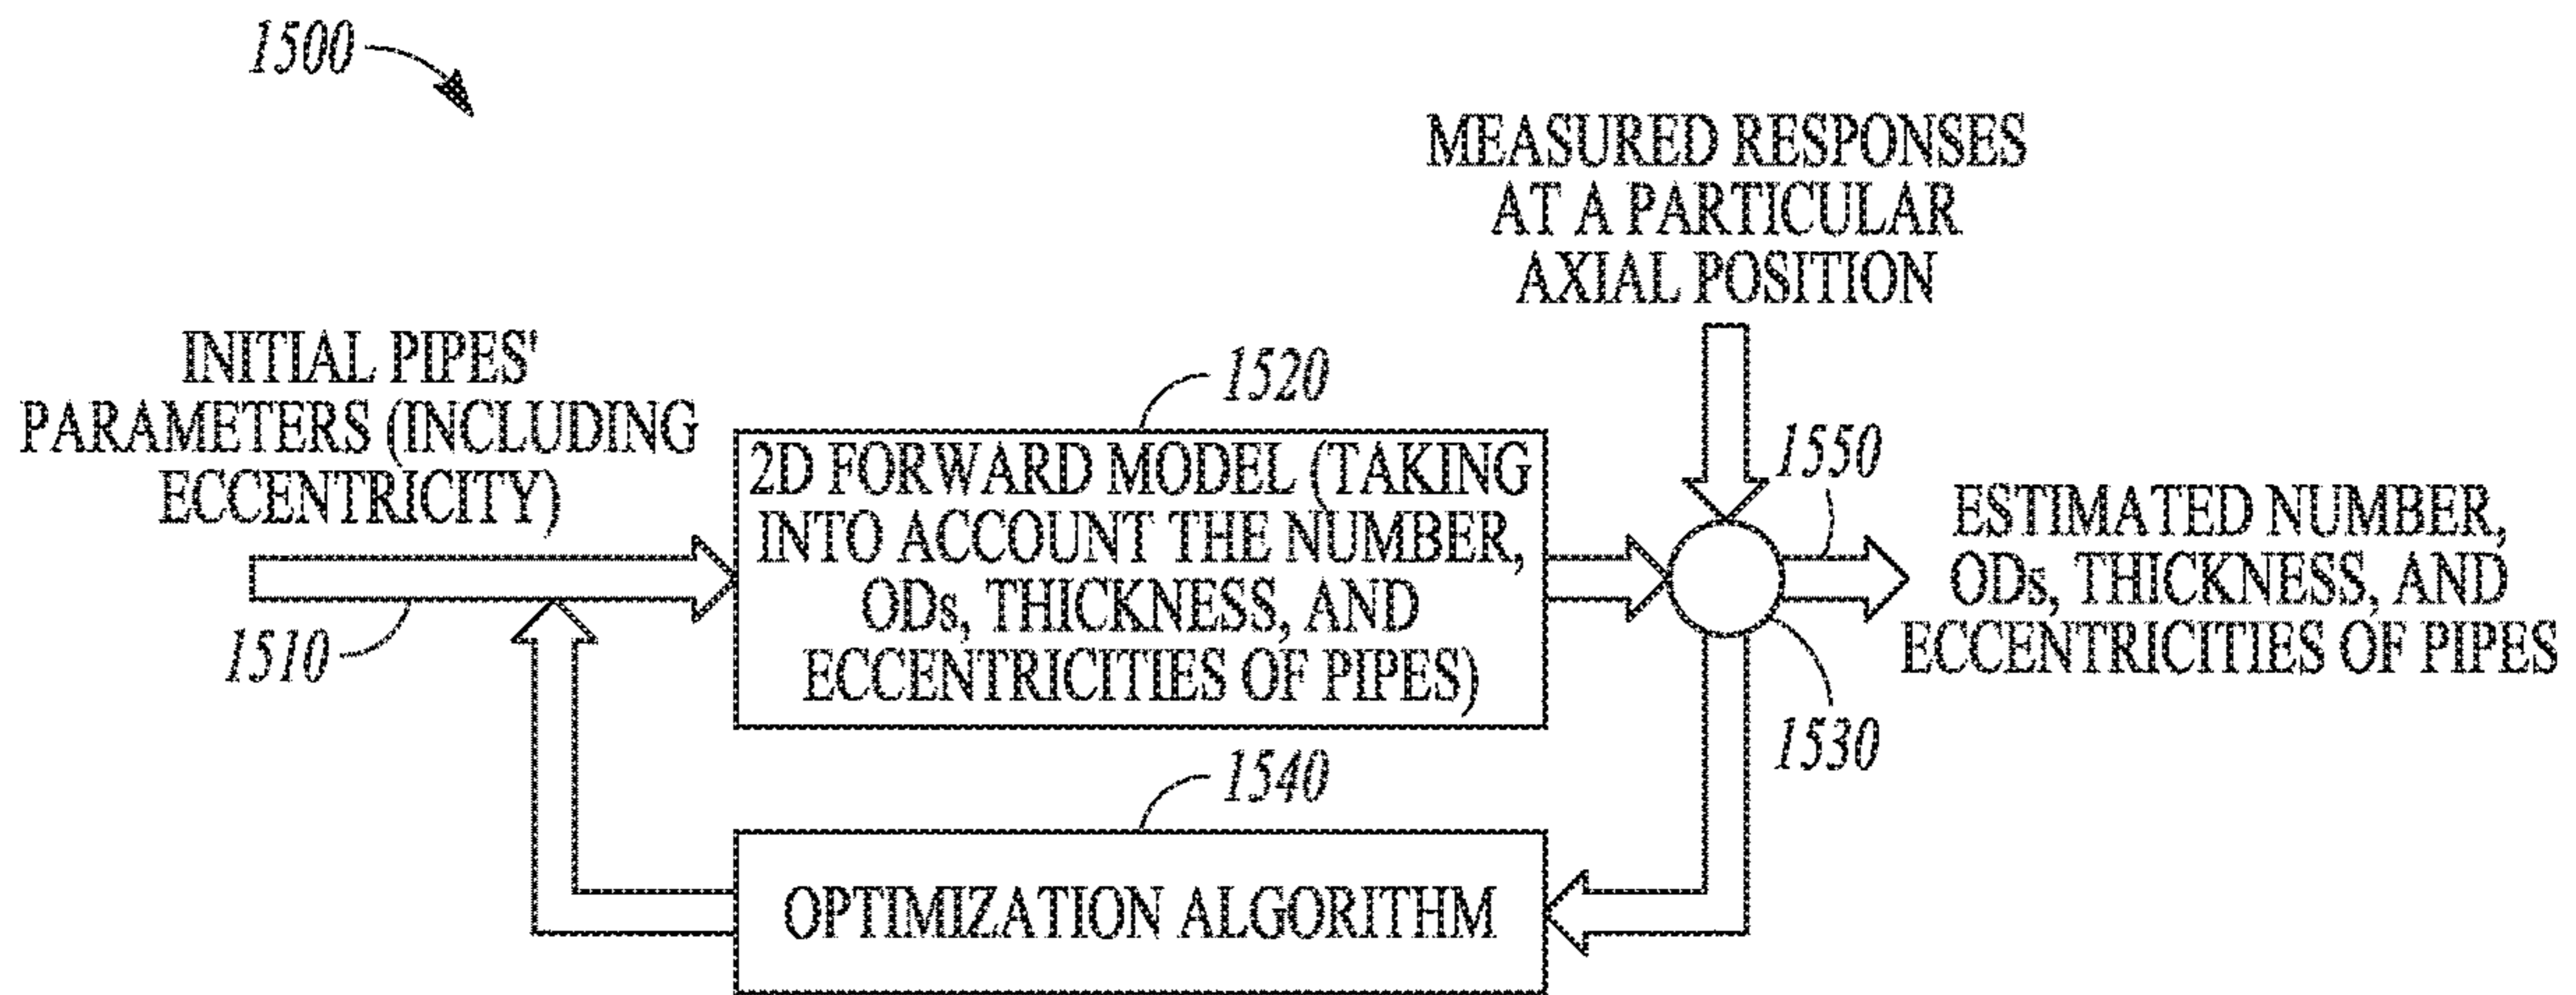 1500
MEASURED RESPONSES
AT A PARTICULAR
AXIAL POSITION
INITIAL PIPES'
PARAMETERS (INCLUDING
ECCENTRICITY)
1510
1520
2D FORWARD MODEL (TAKING
INTO ACCOUNT THE NUMBER,
ODs, THICKNESS, AND
ECCENTRICITIES OF PIPES)
1550
ESTIMATED NUMBER,
ODs, THICKNESS, AND
ECCENTRICITIES OF PIPES
1530
1540
OPTIMIZATION ALGORITHM